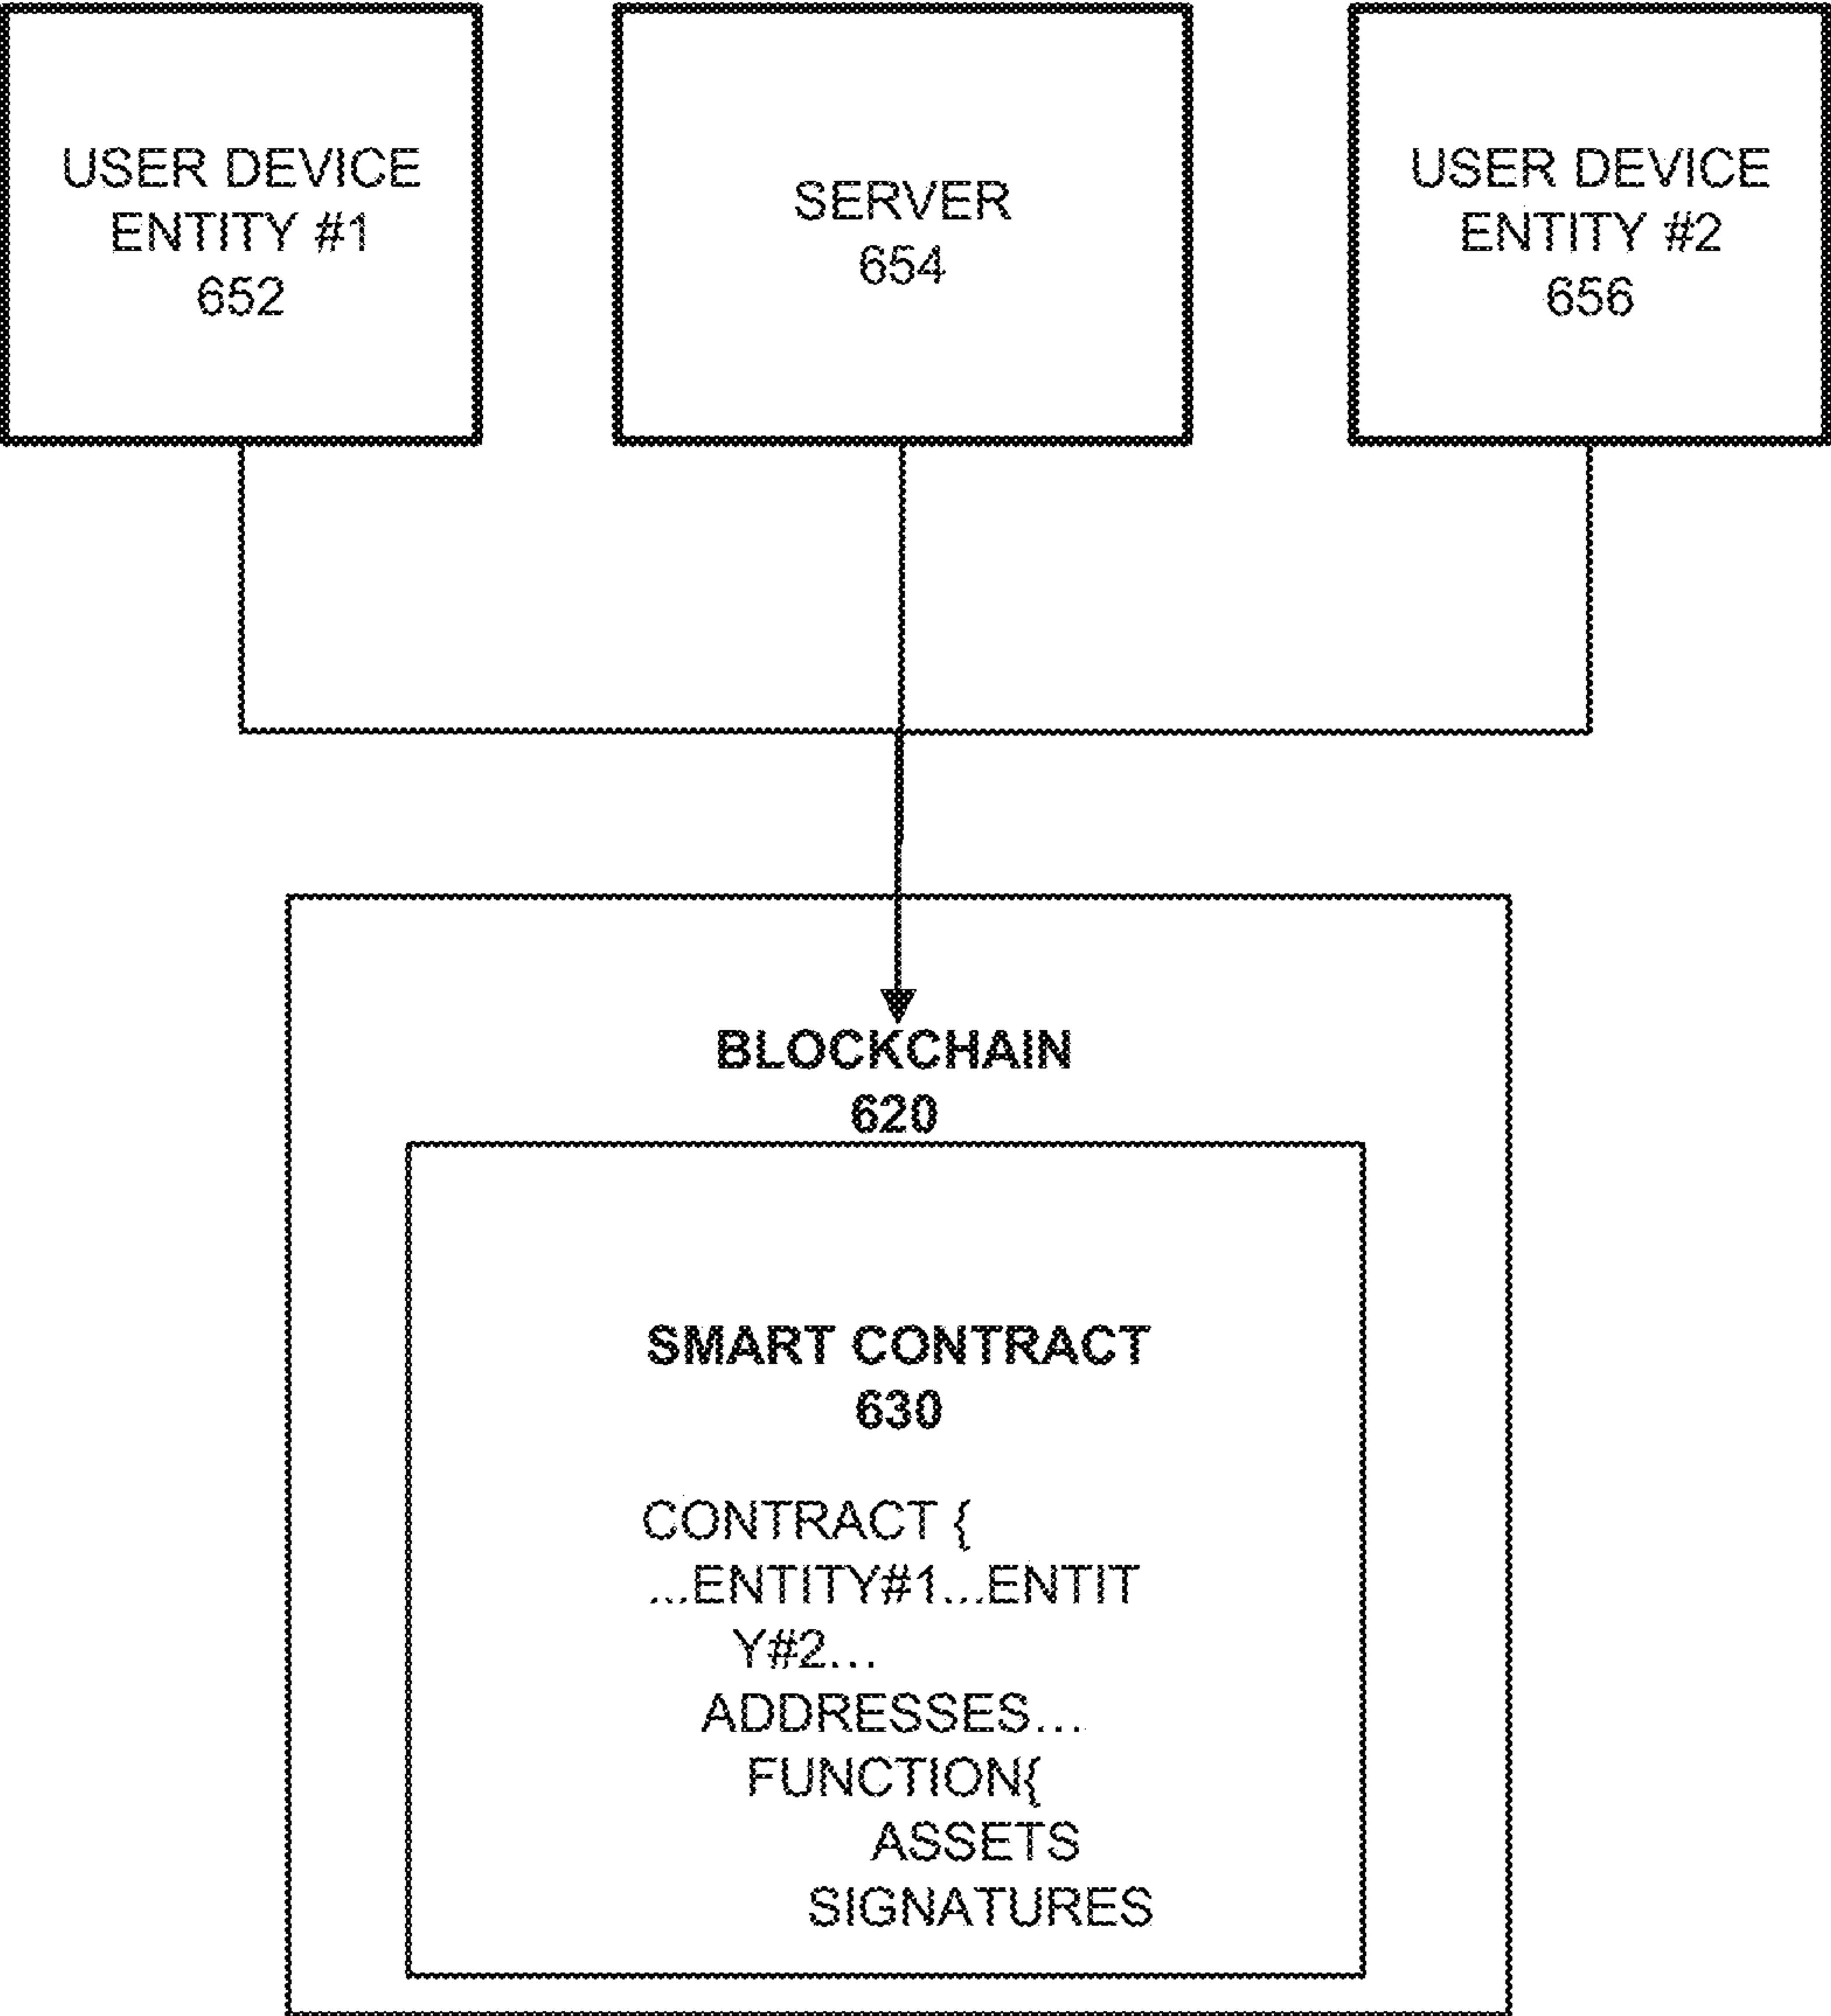 USER DEVICE
ENTITY #1
652
SERVER
654
USER DEVICE
ENTITY #2
656
BLOCKCHAIN
620
SMART CONTRACT
630
CONTRACT {
...ENTITY#1...ENTIT
Y#2...
ADDRESSES...
FUNCTION{
ASSETS
SIGNATURES